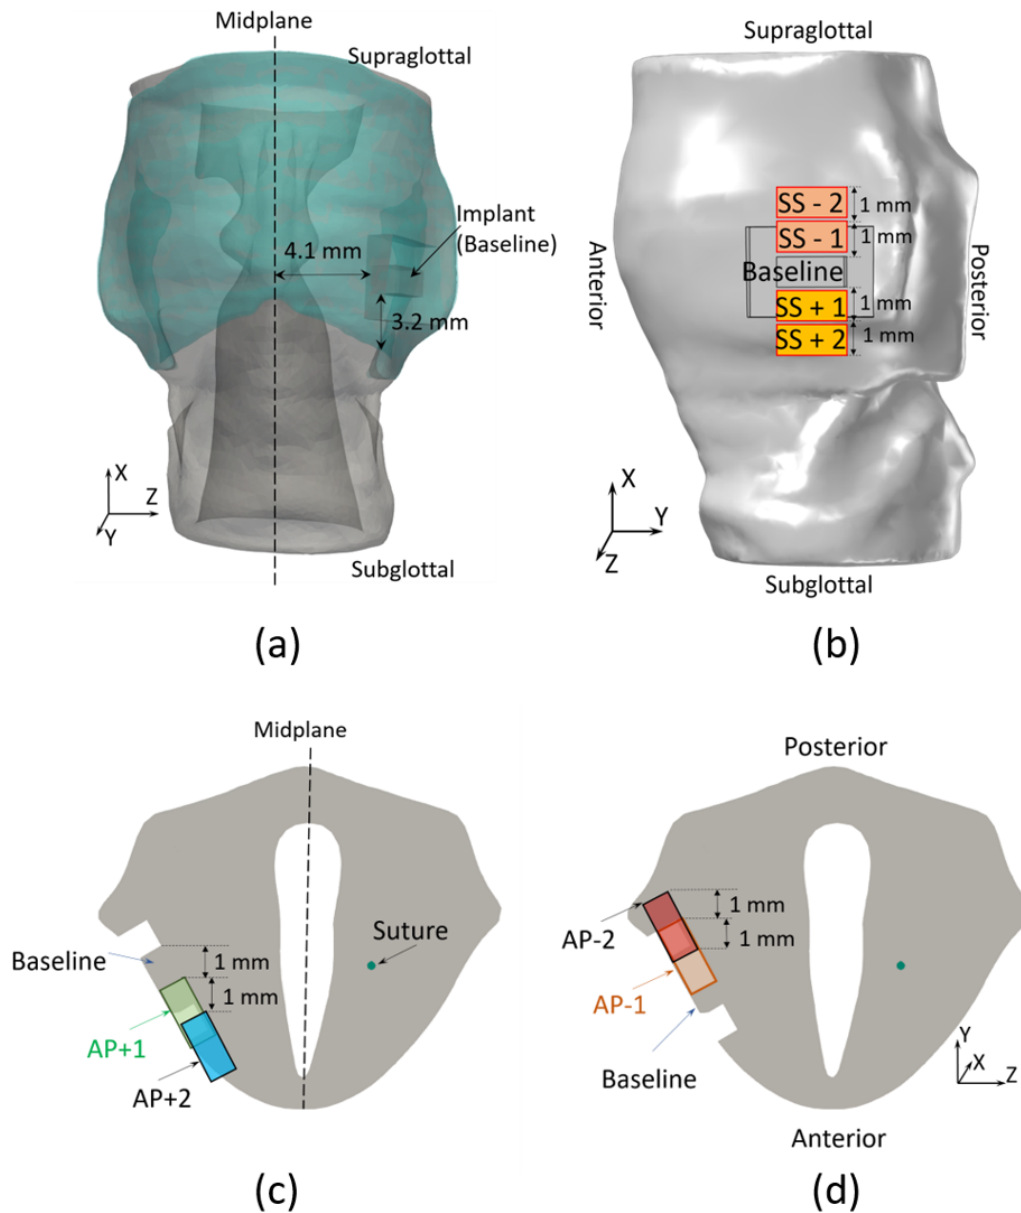 Midplane
Supraglottal
Implant
(Baseline)
4.1 mm
3.2 mm
X
Z
Y
Subglottal
(a)
Supraglottal
SS - 2
1 mm
SS - 1
1 mm
Anterior
Baseline
Posterior
SS + 1
1 mm
SS + 2
1 mm
X
Y
Z
Subglottal
(b)
Midplane
Baseline
1 mm
Suture
1 mm
AP+1
AP+2
(c)
Posterior
1 mm
AP-2
1 mm
AP-1
Baseline
Y
X
Z
Anterior
(d)